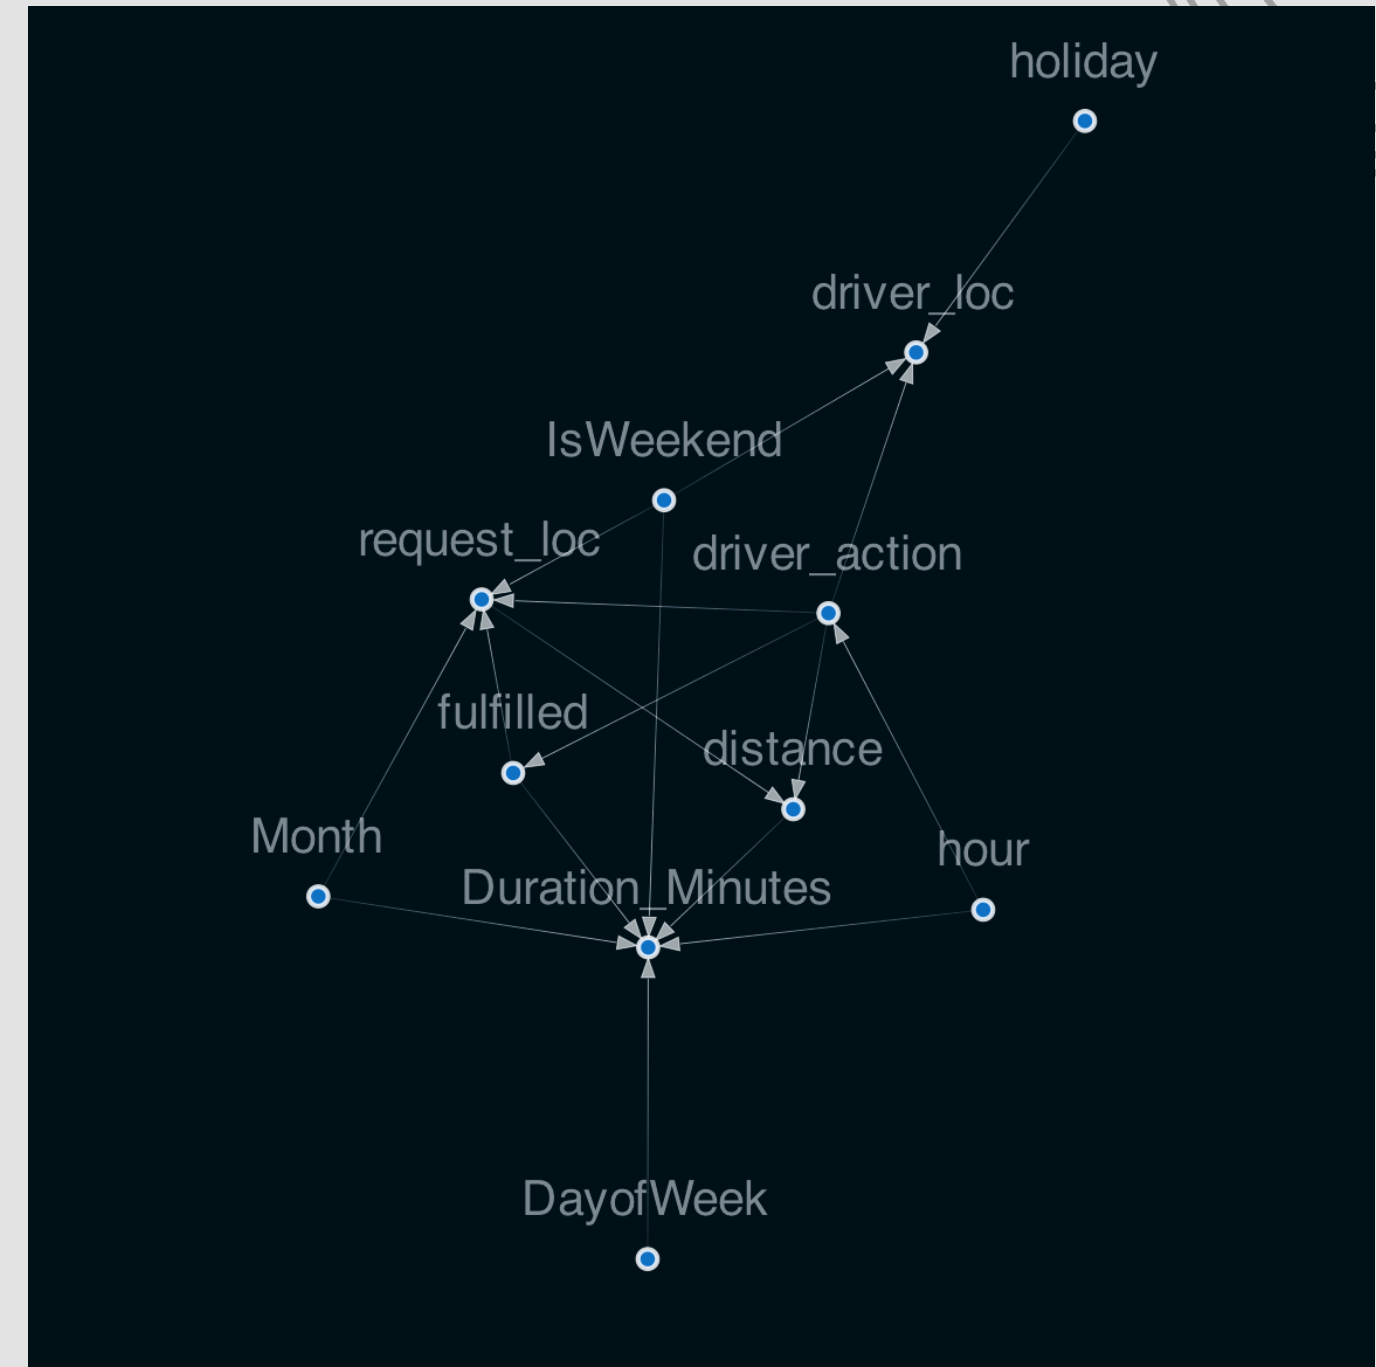 holiday
driver_loc
IsWeekend
request_loc
driver_action
fulfilled
distance
Month
hour
Duration_Minutes
DayofWeek